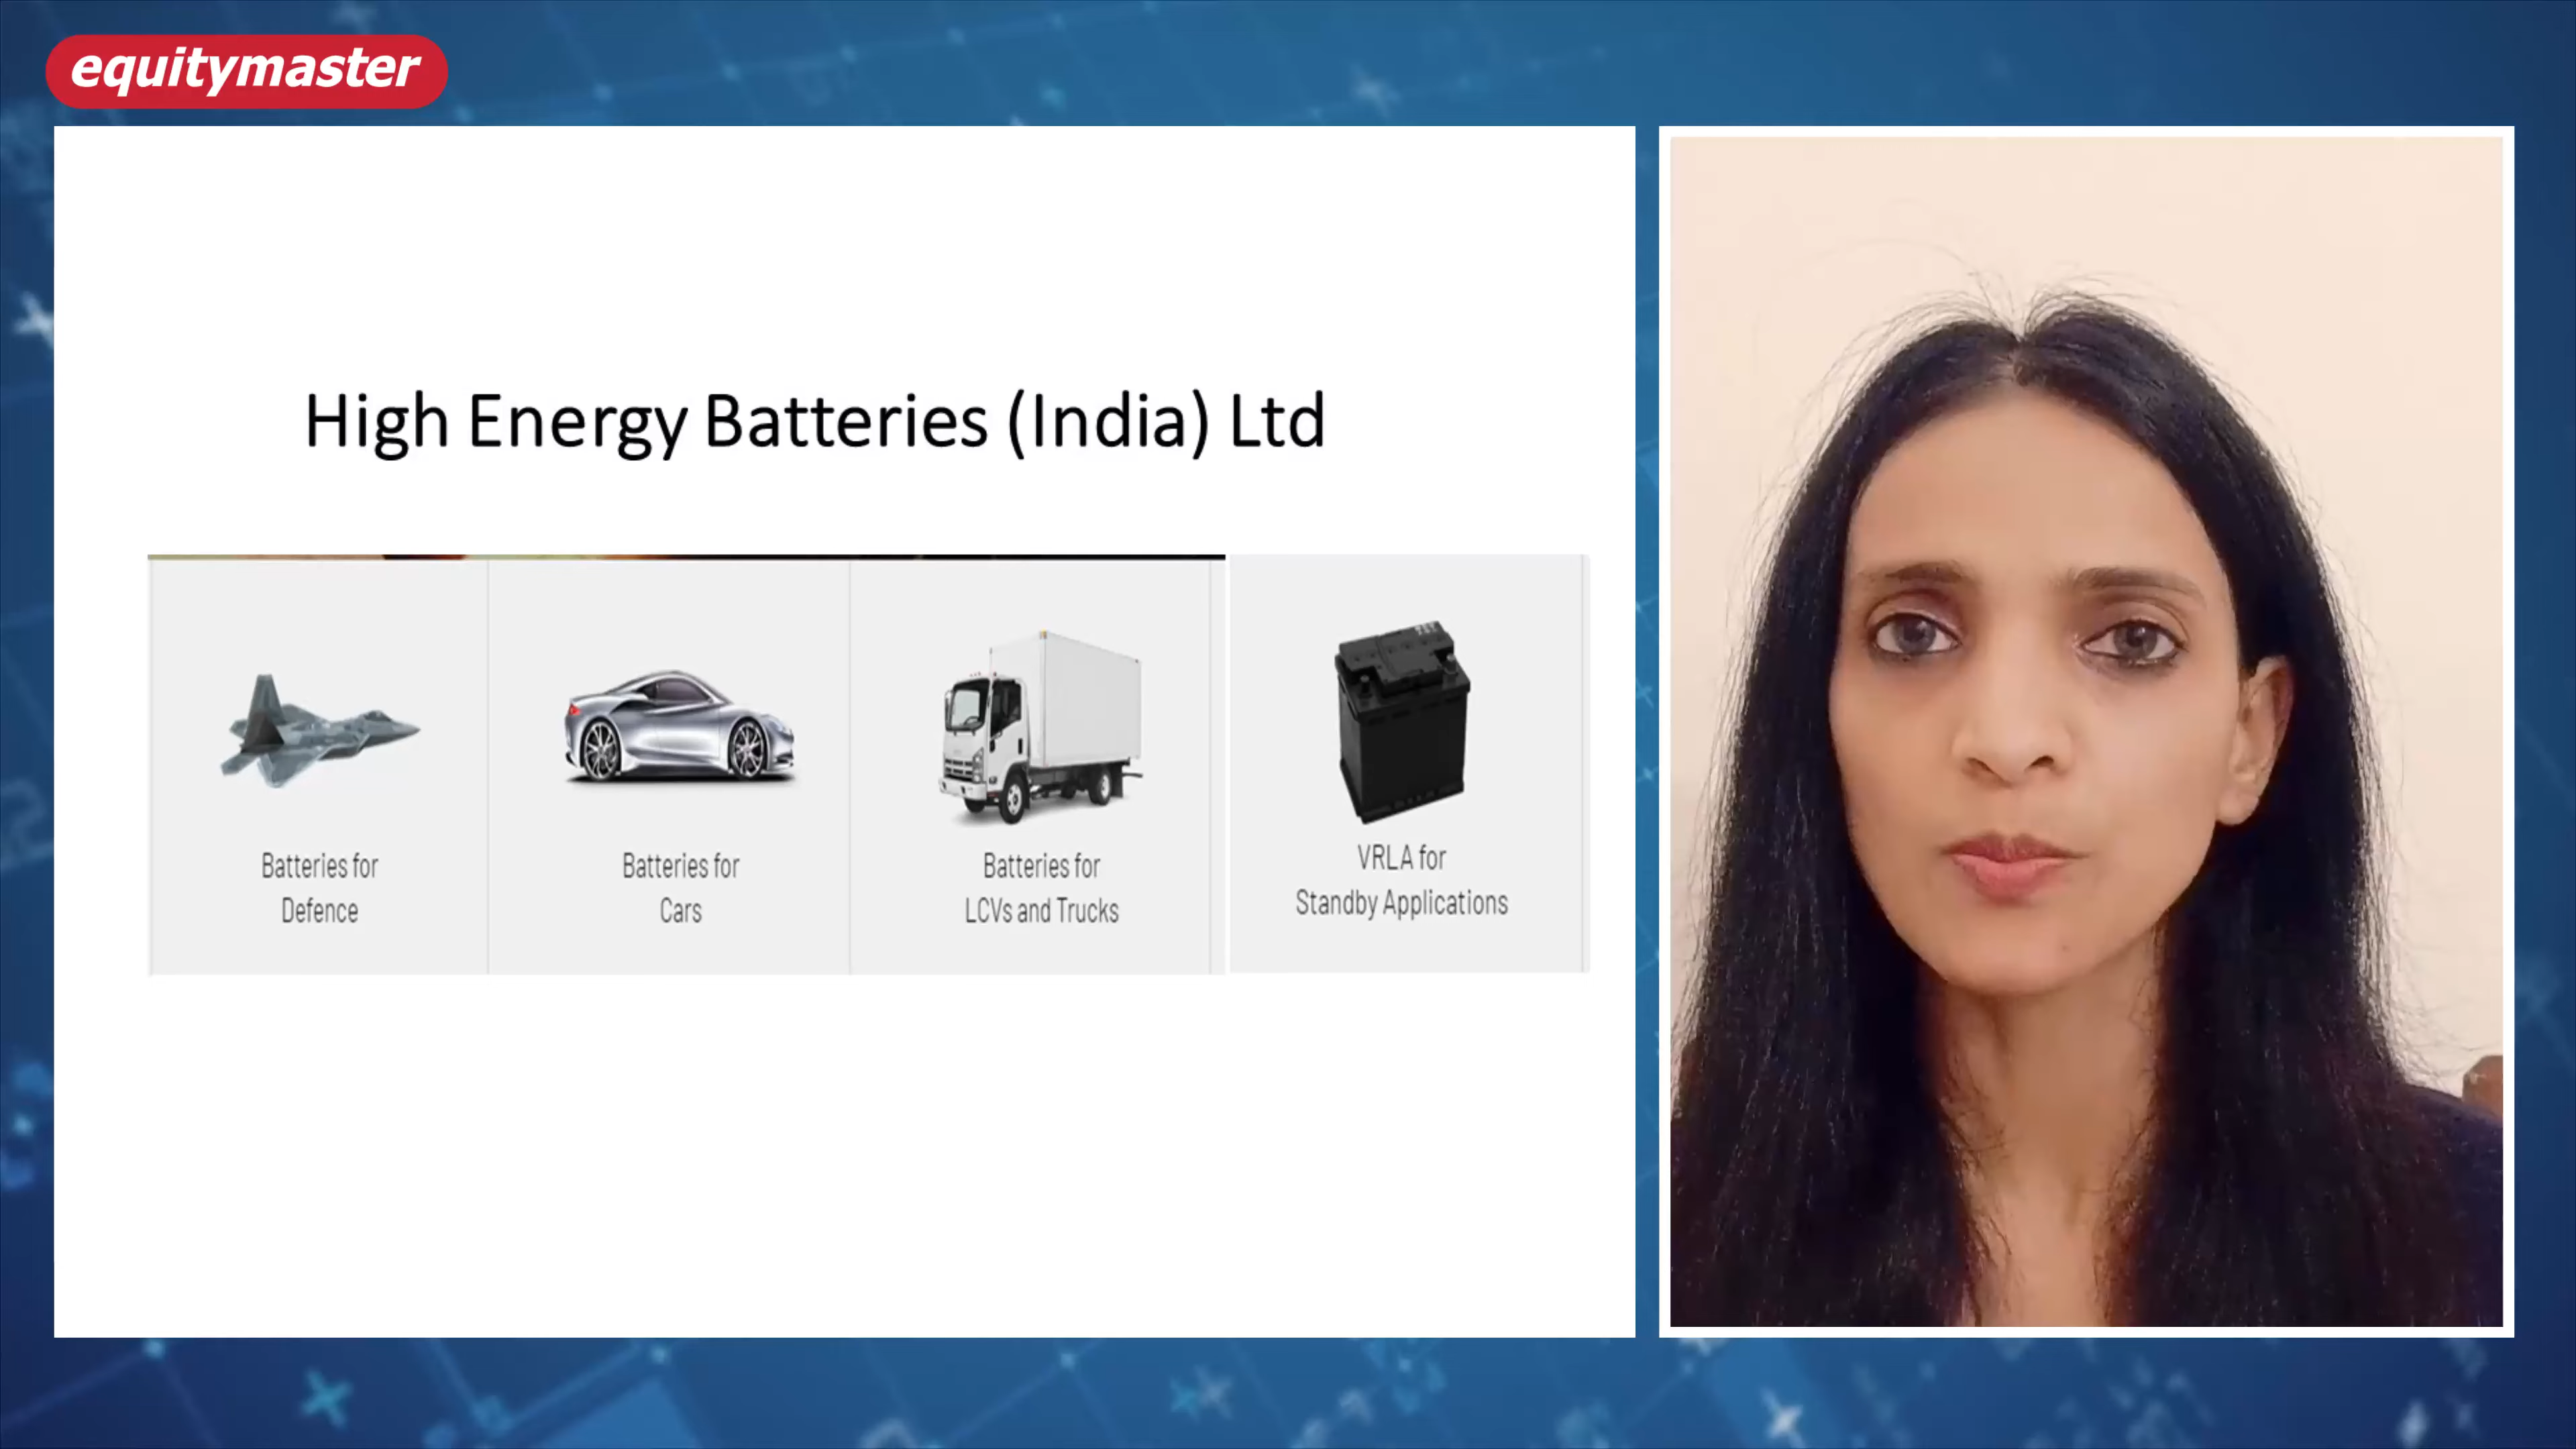 equitymaster
High Energy Batteries (India) Ltd
Batteries for
Defence
Batteries for
Cars
Batteries for
LCVs and Trucks
VRLA for
Standby Applications